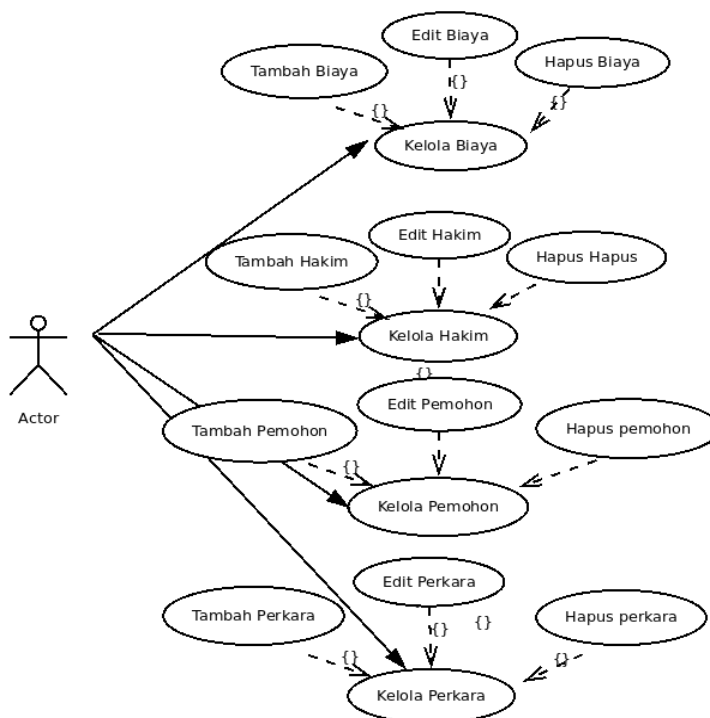 Edit Biaya
Tambah Biaya
Hapus Biaya
{}
{}
{}
Kelola Biaya
Edit Hakim
Tambah Hakim
Hapus Hapus
{}
Kelola Hakim
Actor
{}
Edit Pemohon
Tambah Pemohon
Hapus pemohon
{}
Kelola Pemohon
Edit Perkara
Tambah Perkara
Hapus perkara
{}
{}
{}
{}
Kelola Perkara